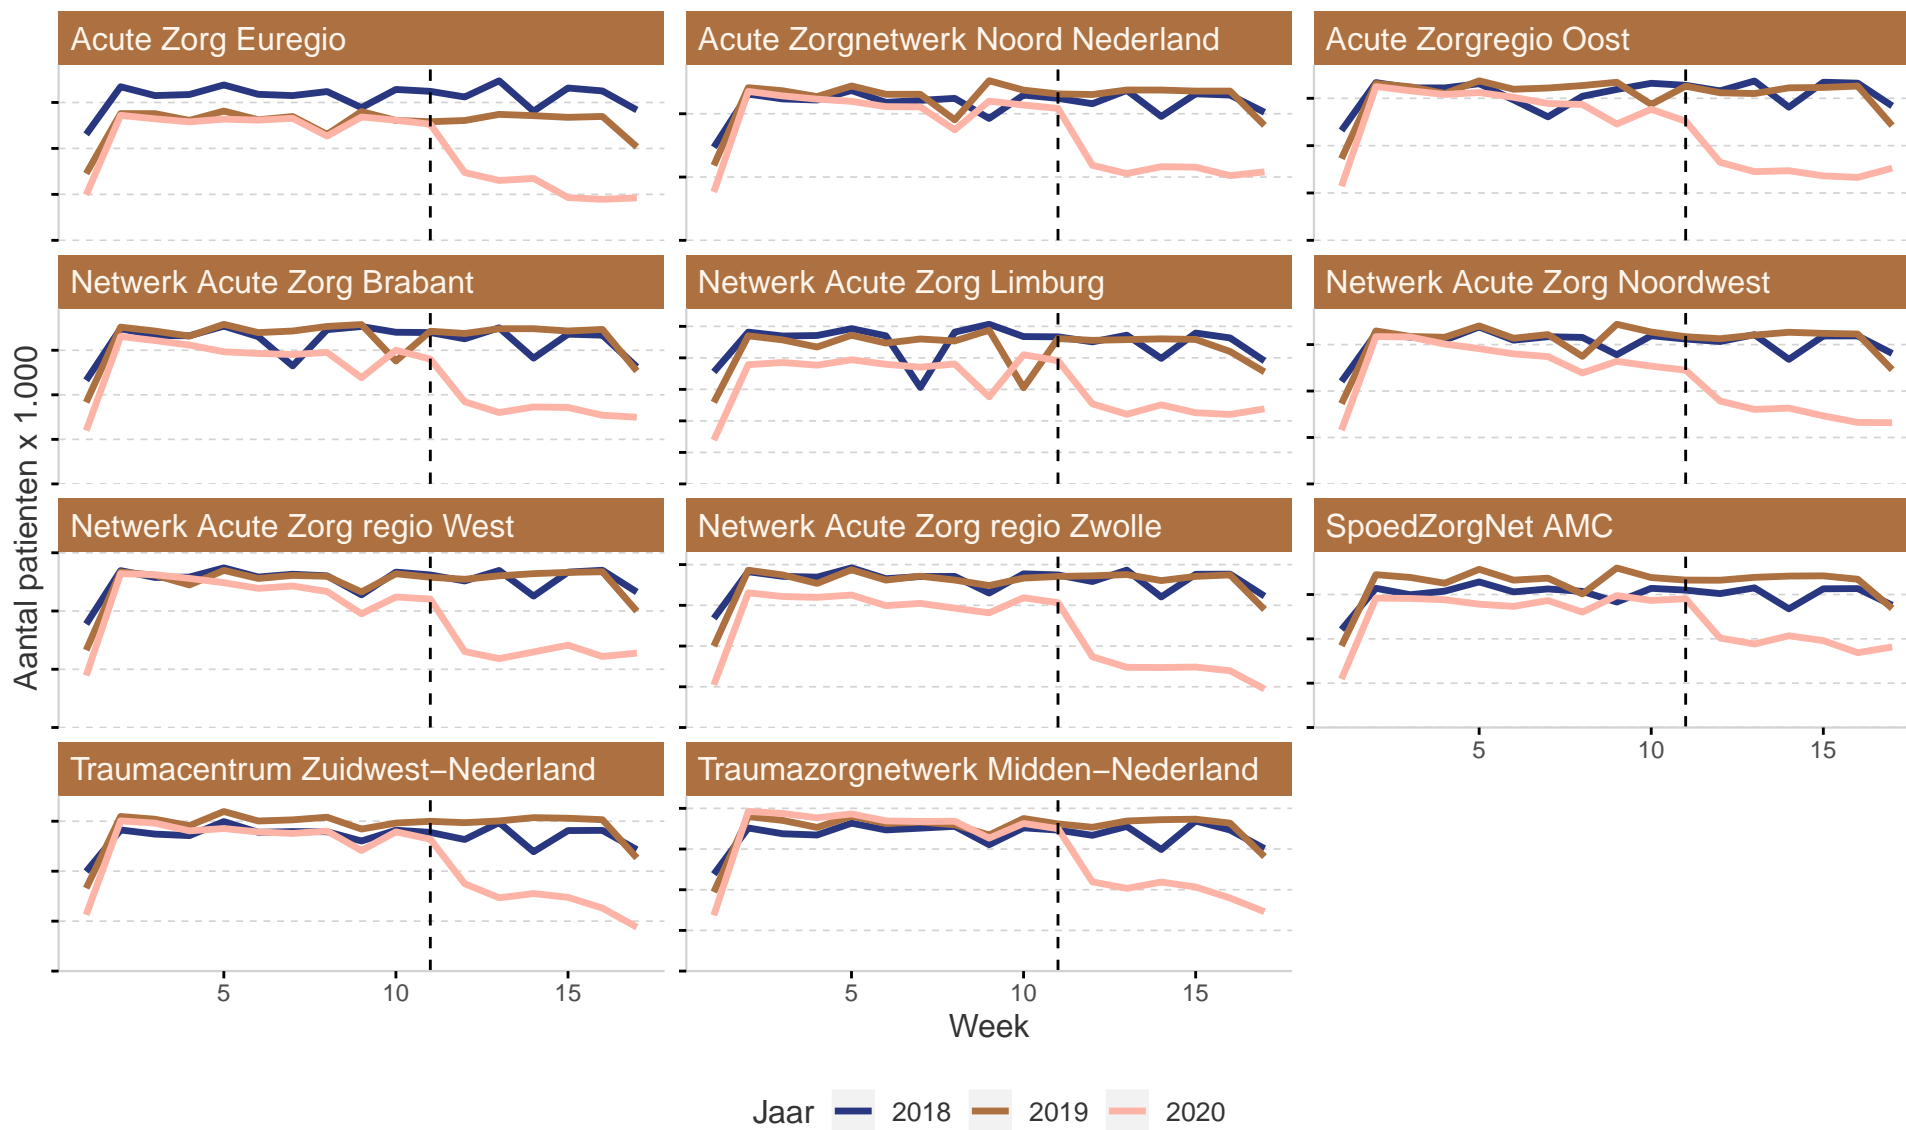 Acute Zorg Euregio
Acute Zorgnetwerk Noord Nederland
Acute Zorgregio Oost
Netwerk Acute Zorg Brabant
Netwerk Acute Zorg Limburg
Netwerk Acute Zorg Noordwest
Netwerk Acute Zorg regio West
Netwerk Acute Zorg regio Zwolle
SpoedZorgNet AMC
5 10 15
Traumacentrum Zuidwest−Nederland
Traumazorgnetwerk Midden−Nederland
5 10 15
5 10 15
Aantal patienten x 1.000
Week
Jaar 2018 2019 2020